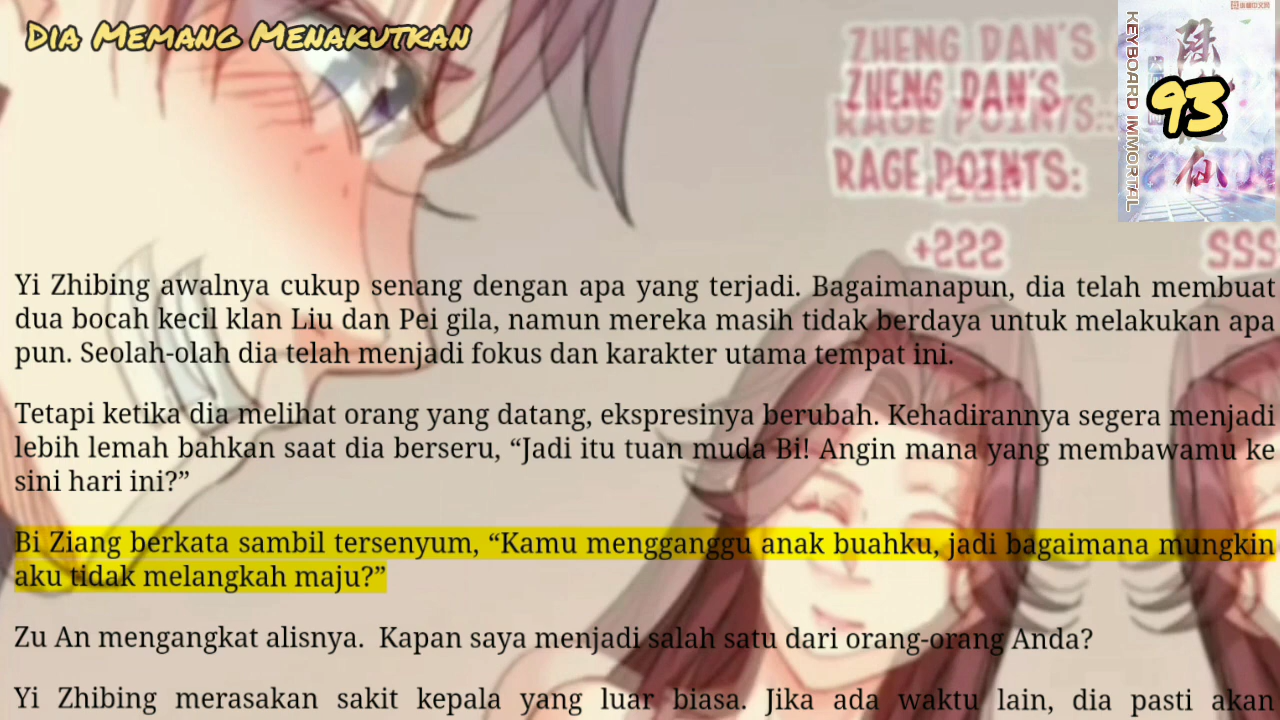 Dia Memang Menakutkan
ZHENG DAN'S
ZHENG DAN'S
RAGE POINTS:
RAGE POINTS:
+222
KEYBOARD IMMORTAL
93
Yi Zhibing awalnya cukup senang dengan apa yang terjadi. Bagaimanapun, dia telah membuat
dua bocah kecil klan Liu dan Pei gila, namun mereka masih tidak berdaya untuk melakukan apa
pun. Seolah-olah dia telah menjadi fokus dan karakter utama tempat ini.
Tetapi ketika dia melihat orang yang datang, ekspresinya berubah. Kehadirannya segera menjadi
lebih lemah bahkan saat dia berseru, “Jadi itu tuan muda Bi! Angin mana yang membawamu ke
sini hari ini?”
Bi Ziang berkata sambil tersenyum, “Kamu mengganggu anak buahku, jadi bagaimana mungkin
aku tidak melangkah maju?”
Zu An mengangkat alisnya.  Kapan saya menjadi salah satu dari orang-orang Anda?
Yi Zhibing merasakan sakit kepala yang luar biasa. Jika ada waktu lain, dia pasti akan